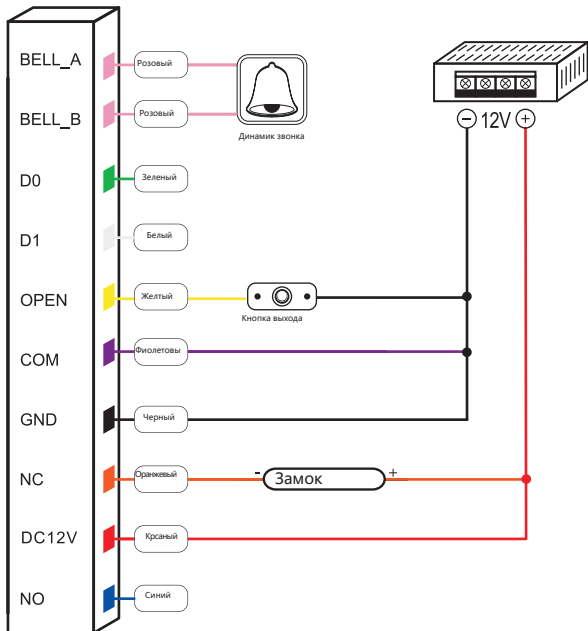 BELL_A Розовый
Динамик звонка
BELL_B Розовый
D0 Зеленый
D1 Белый
OPEN Желтый
Кнопка выхода
COM Фиолетовы
GND Черный
NC Оранжевый
- Замок +
DC12V Крсаный
NO Синий
− 12V +